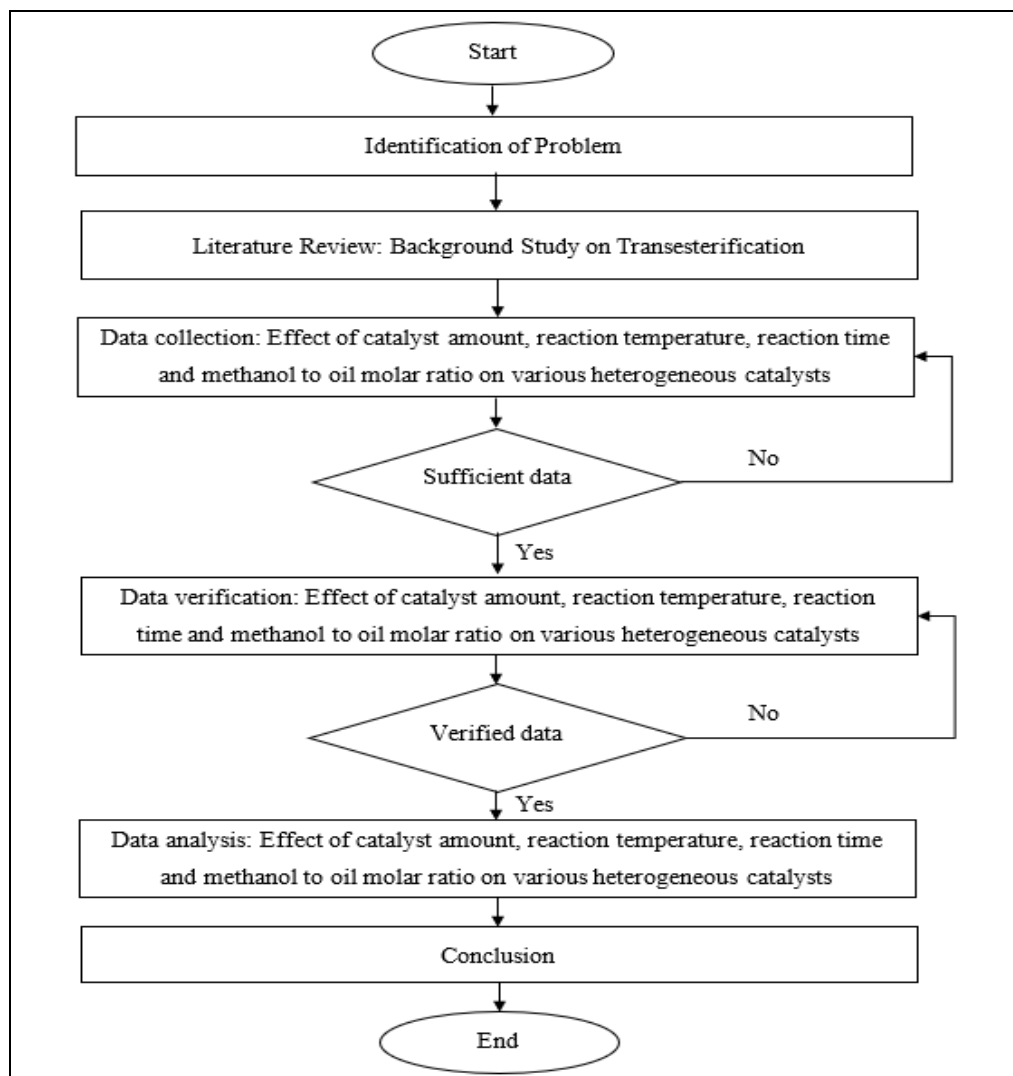 Start
Identification of Problem
Literature Review: Background Study on Transesterification
Data collection: Effect of catalyst amount, reaction temperature, reaction time
and methanol to oil molar ratio on various heterogeneous catalysts
Sufficient data
No
Yes
Data verification: Effect of catalyst amount, reaction temperature, reaction
time and methanol to oil molar ratio on various heterogeneous catalysts
Verified data
No
Yes
Data analysis: Effect of catalyst amount, reaction temperature, reaction time
and methanol to oil molar ratio on various heterogeneous catalysts
Conclusion
End